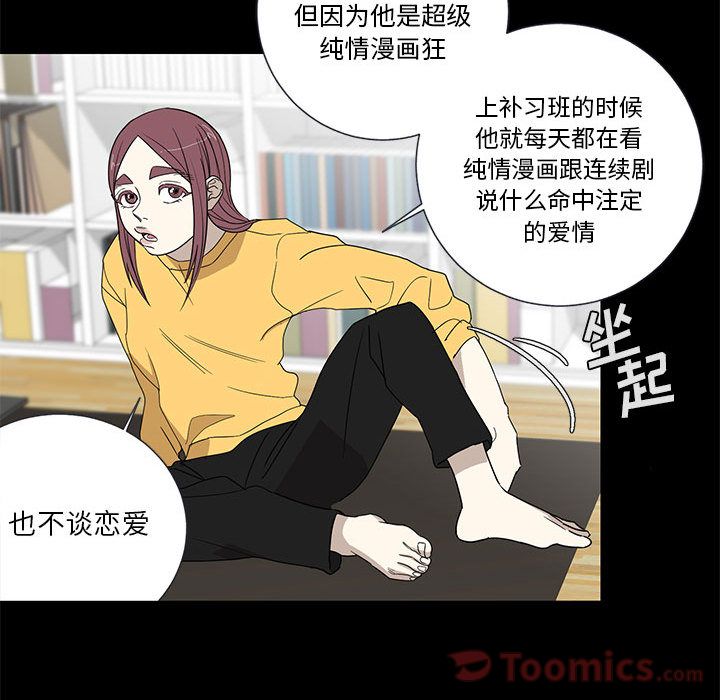 但因为他是超级
纯情漫画狂
上补习班的时候
他就每天都在看
纯情漫画跟连续剧
说什么命中注定
的爱情
坐起
也不谈恋爱
Toomics.com